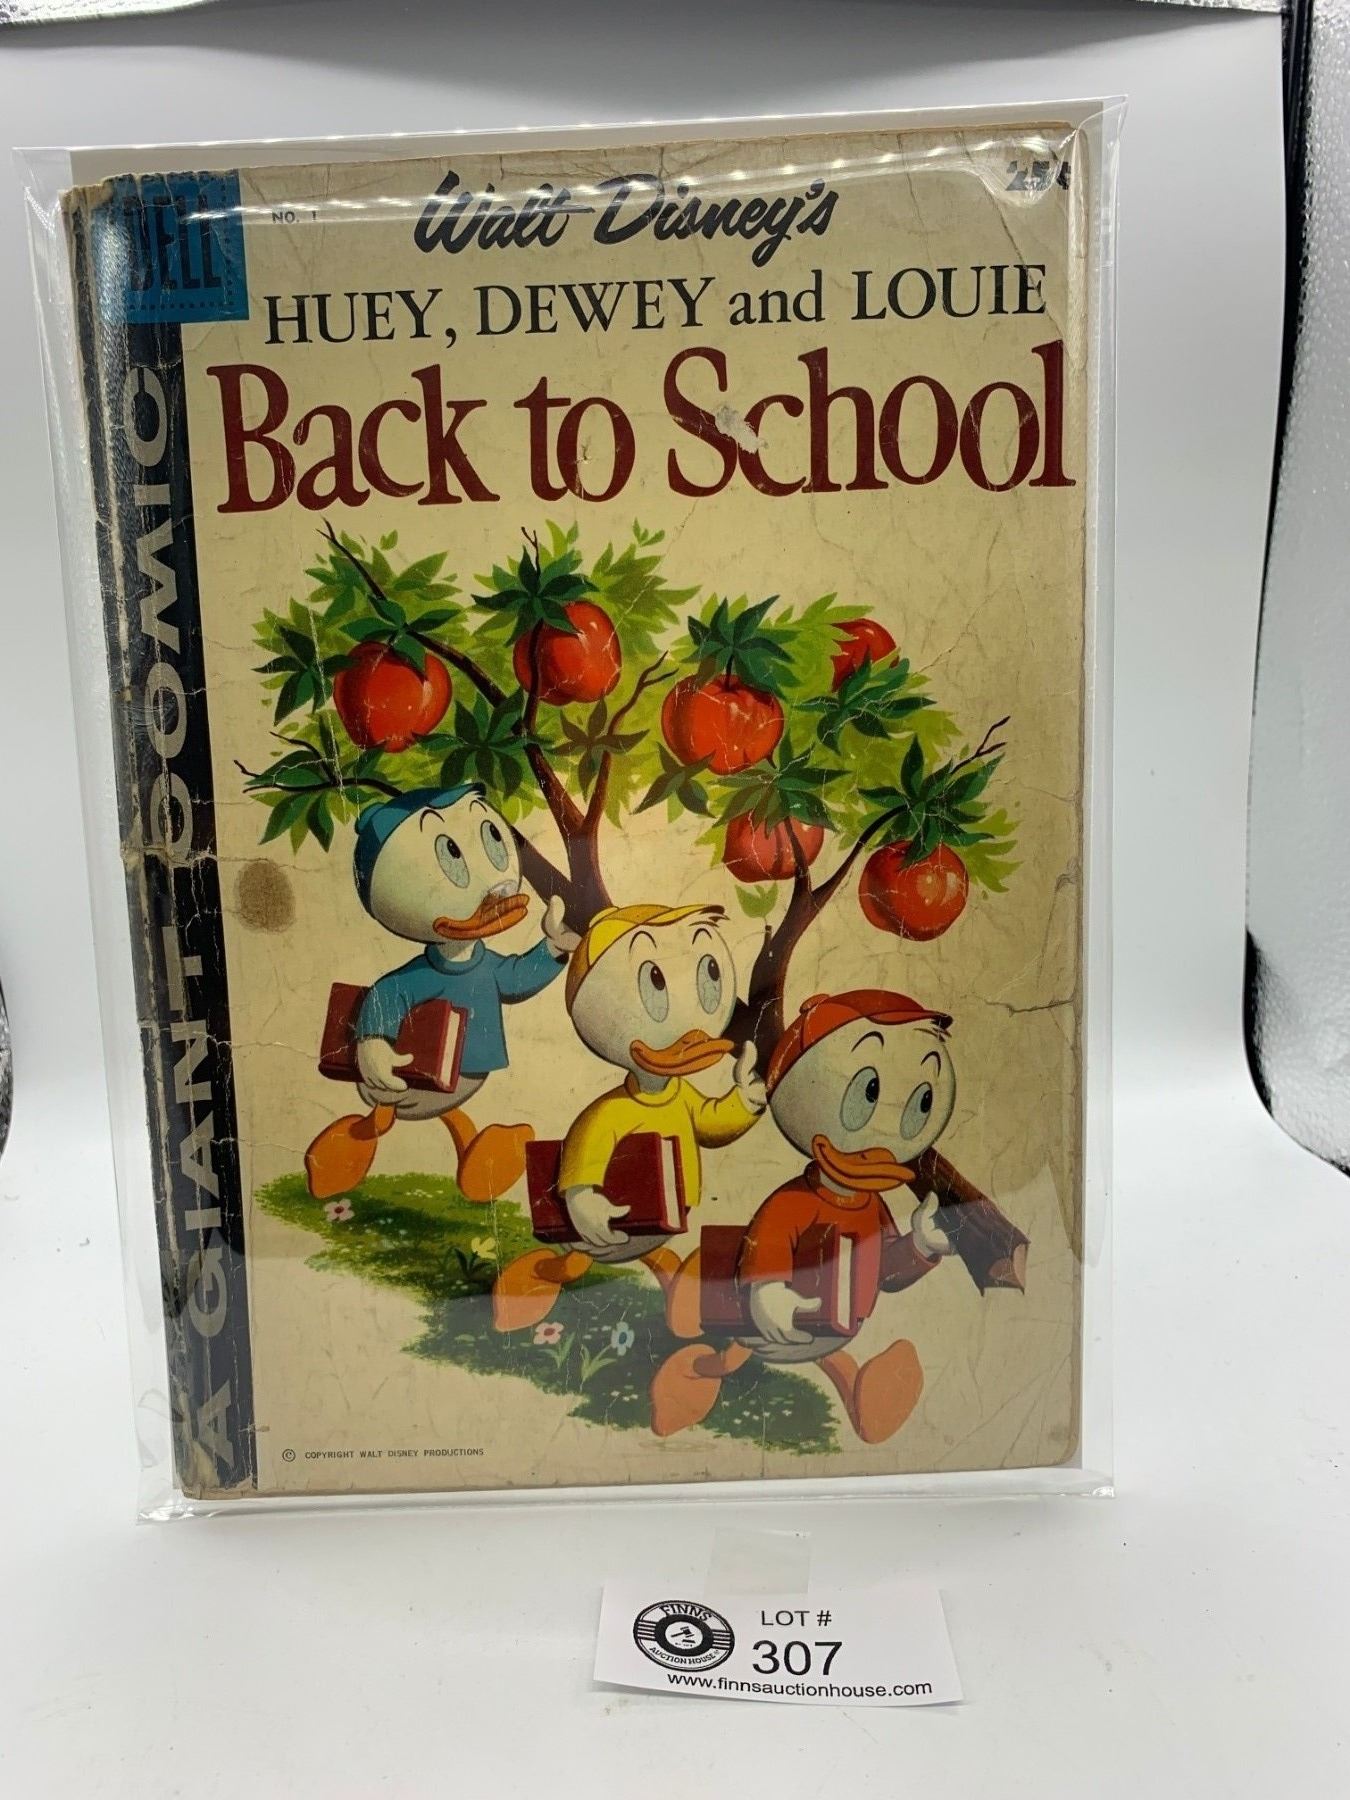 DELL
NO. 1
Walt Disney's
25¢
HUEY, DEWEY and LOUIE
Back to School
A GIANT COMIC
© COPYRIGHT WALT DISNEY PRODUCTIONS
FINNS
AUCTION HOUSE
LOT #
307
www.finnsauctionhouse.com